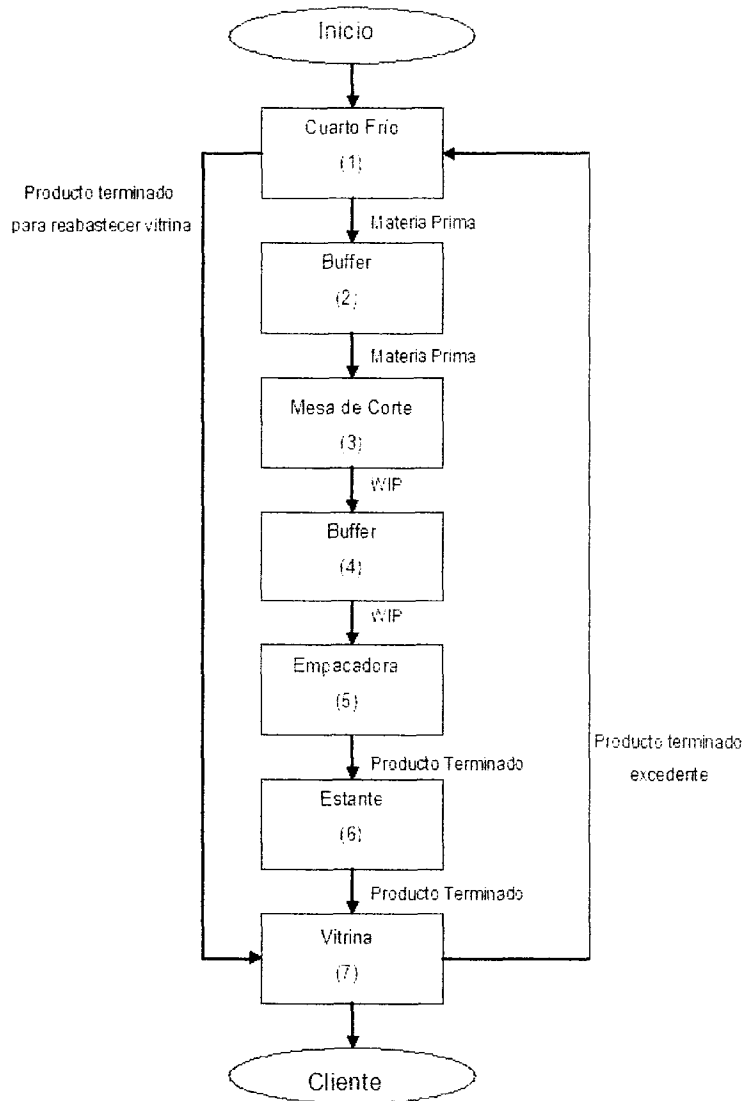 Inicio
Cuarto Frío
(1)
Producto terminado
para reabastecer vitrina
Materia Prima
Buffer
(2)
Materia Prima
Mesa de Corte
(3)
WIP
Buffer
(4)
WIP
Empacadora
(5)
Producto terminado
excedente
Producto Terminado
Estante
(6)
Producto Terminado
Vitrina
(7)
Cliente